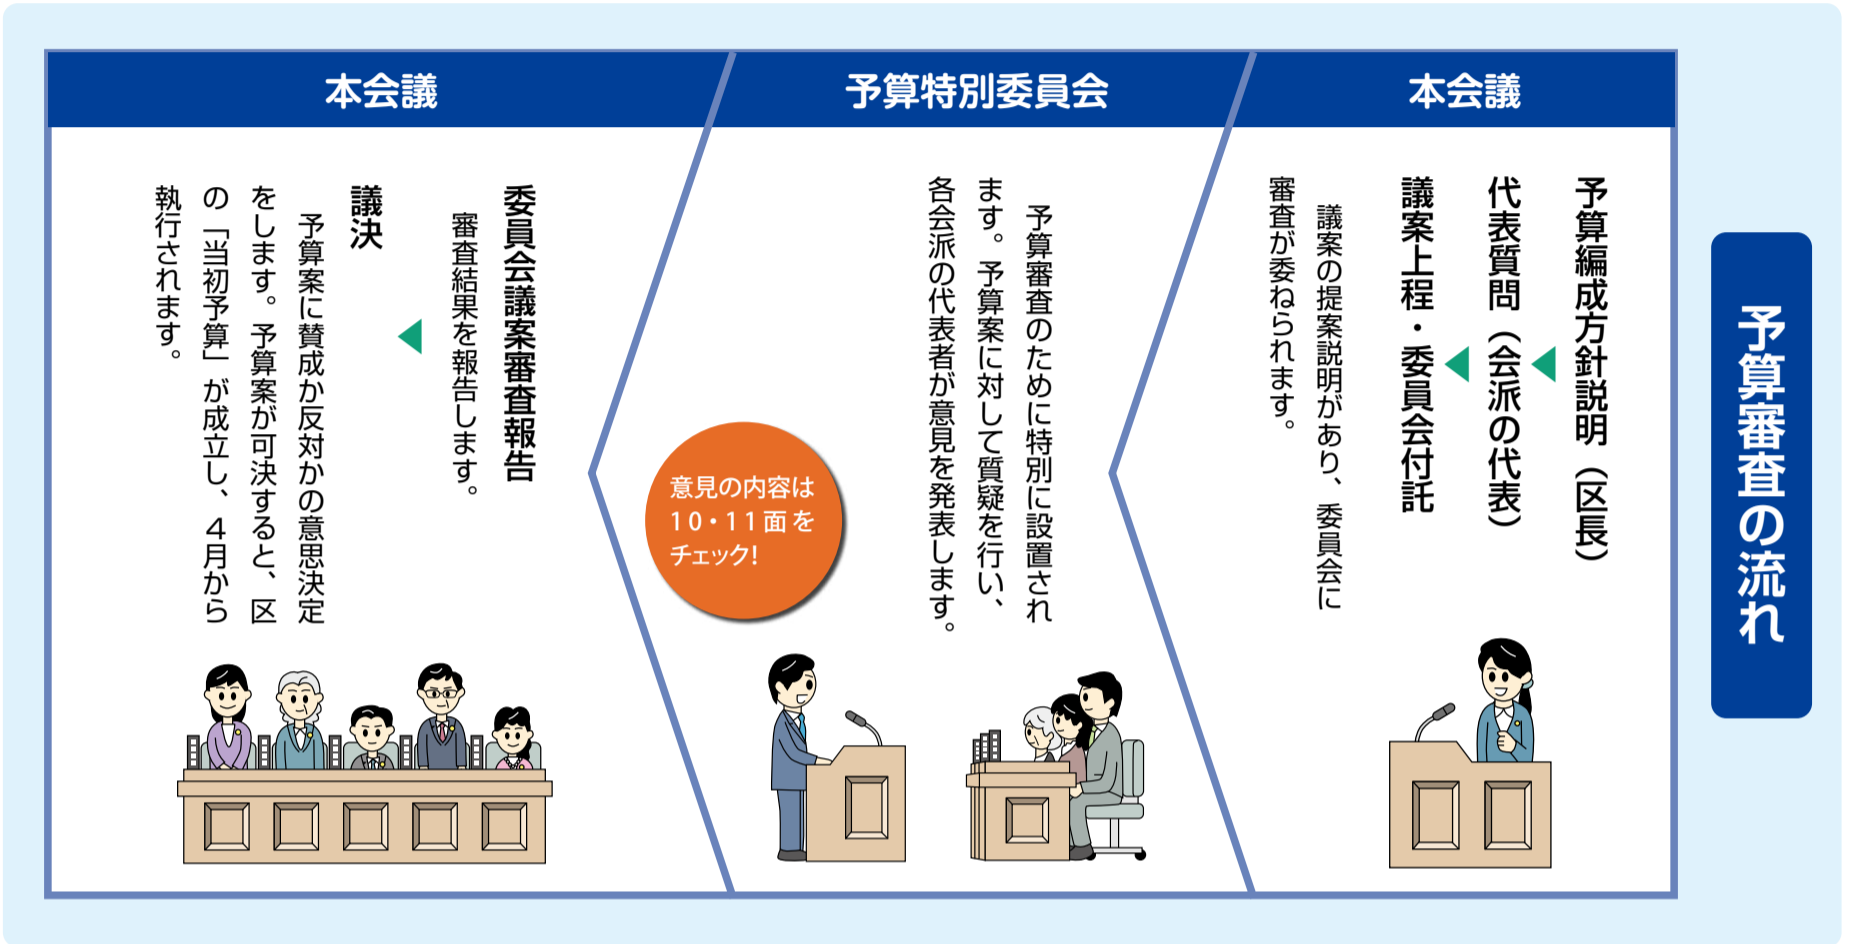 予算審査の流れ
本会議
予算編成方針説明（区長）
代表質問（会派の代表）
議案上程・委員会付託
議案の提案説明があり、委員会に
審査が委ねられます。
予算特別委員会
予算審査のために特別に設置され
ます。予算案に対して質疑を行い、
各会派の代表者が意見を発表します。
意見の内容は
10・11面を
チェック！
本会議
委員会議案審査報告
審査結果を報告します。
議決
予算案に賛成か反対かの意思決定
をします。予算案が可決すると、区
の「当初予算」が成立し、４月から
執行されます。